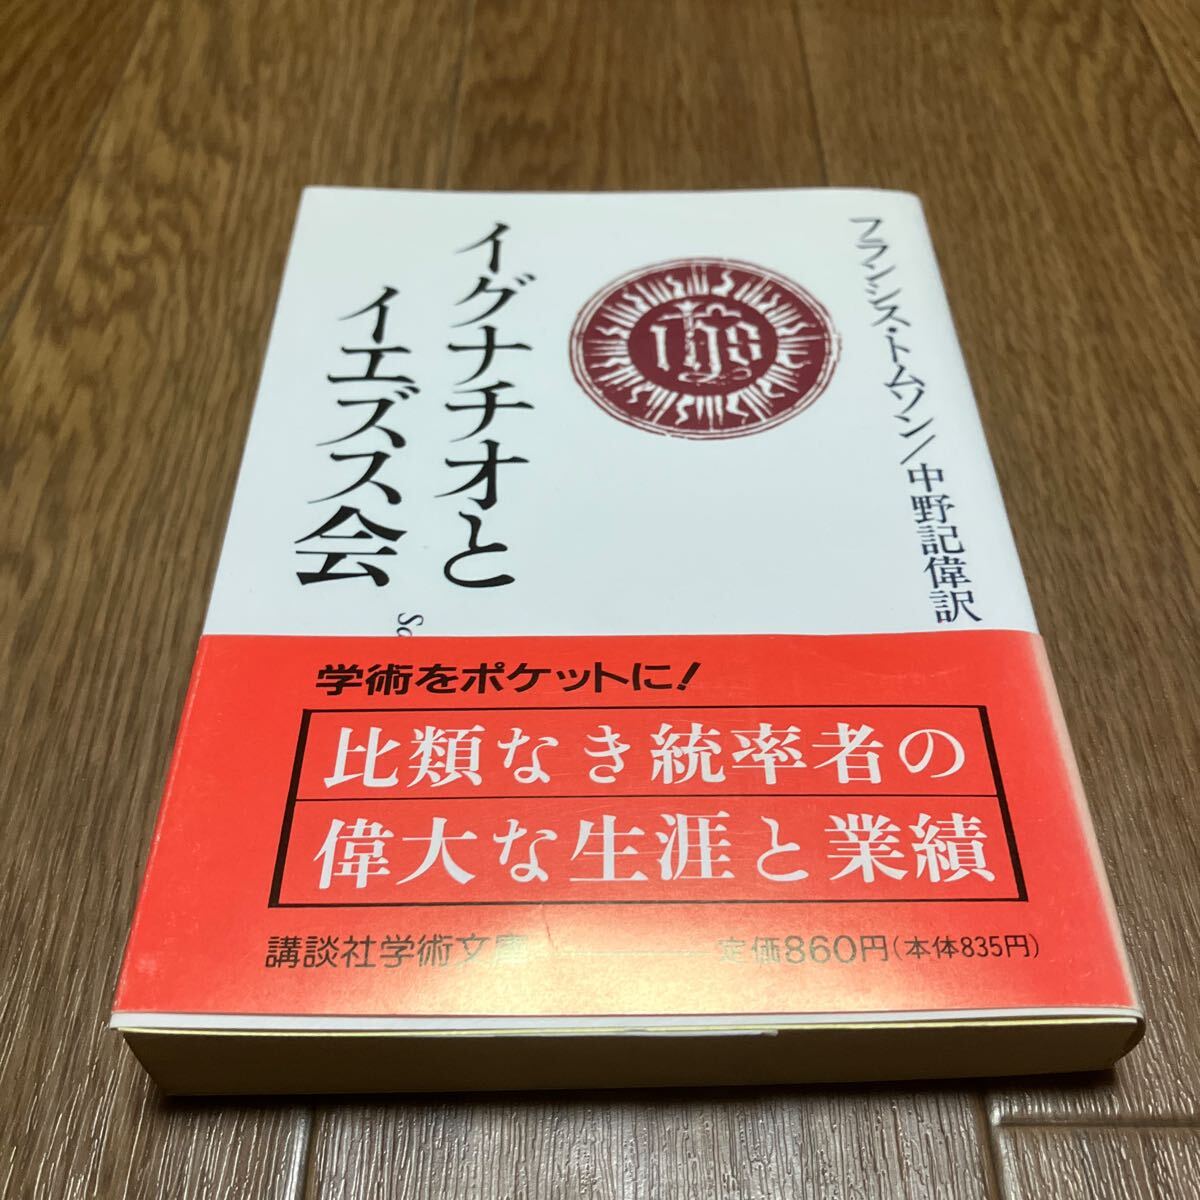 フランシス・トムソン/中野記偉訳
IHS
イグナチオと
イエズス会
学術をポケットに!
比類なき統率者の
偉大な生涯と業績
講談社学術文庫
定価860円(本体835円)